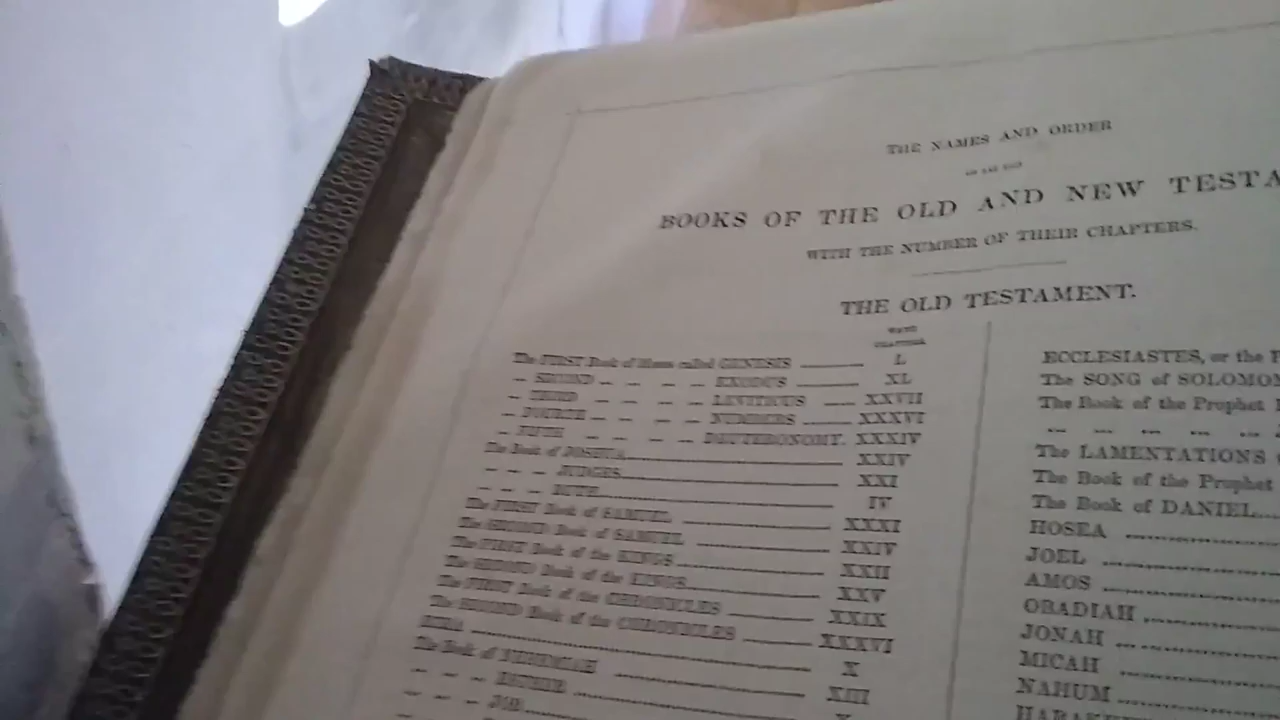 THE NAMES AND ORDER
BOOKS OF THE OLD AND NEW TESTA
WITH THE NUMBER OF THEIR CHAPTERS.
THE OLD TESTAMENT.
The FIRST Book of Moses called GENESIS L
– SECOND – – – – EXODUS XL
– THIRD – – – – LEVITICUS XXVII
– FOURTH – – – – NUMBERS XXXVI
– FIFTH – – – – DEUTERONOMY. XXXIV
The Book of JOSHUA XXIV
– – – JUDGES XXI
– – – RUTH IV
The FIRST Book of SAMUEL XXXI
The SECOND Book of SAMUEL XXIV
The FIRST Book of the KINGS XXII
The SECOND Book of the KINGS XXV
The FIRST Book of the CHRONICLES XXIX
The SECOND Book of the CHRONICLES XXXVI
EZRA X
The Book of NEHEMIAH XIII
– – – ESTHER
– – – JOB
ECCLESIASTES, or the
The SONG of SOLOMON
The Book of the Prophet
The LAMENTATIONS
The Book of the Prophet
The Book of DANIEL
HOSEA
JOEL
AMOS
OBADIAH
JONAH
MICAH
NAHUM